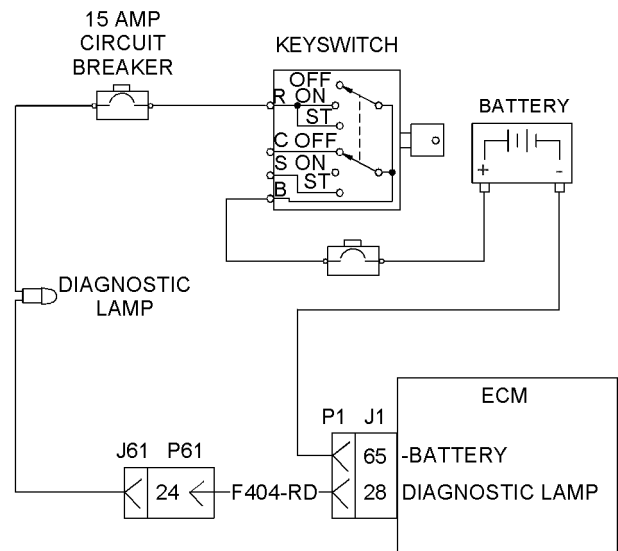 15 AMP
CIRCUIT
BREAKER
KEYSWITCH
OFF
R ON
ST
C OFF
S ON
ST
B
BATTERY
+ -
DIAGNOSTIC
LAMP
ECM
P1 J1
J61 P61
65 -BATTERY
24 F404-RD 28 DIAGNOSTIC LAMP